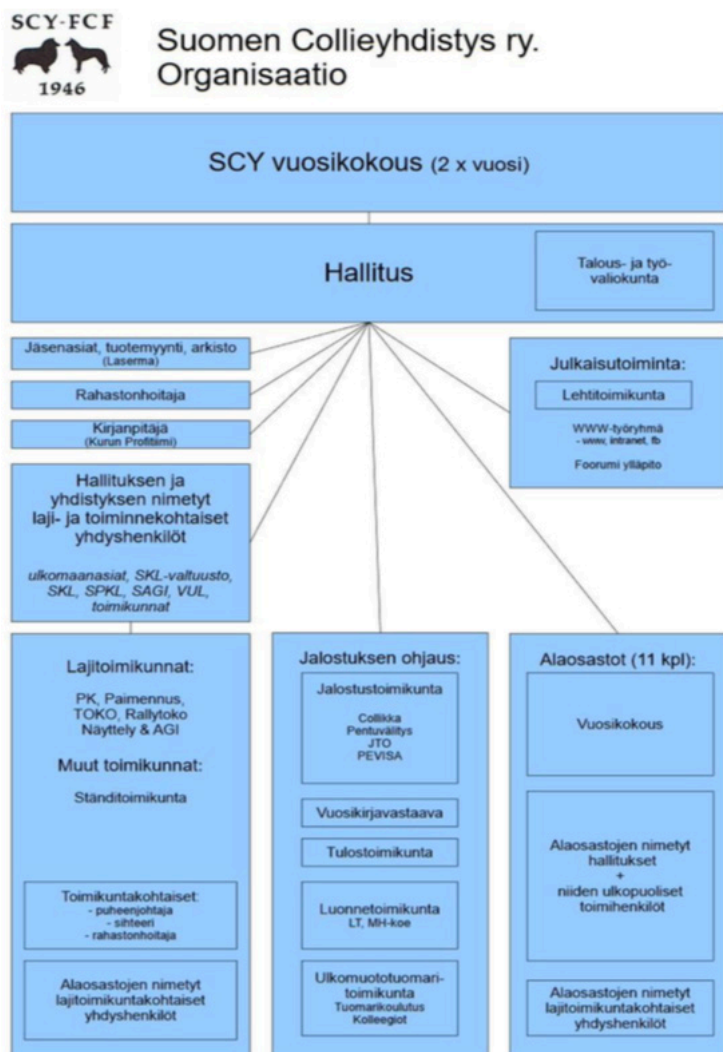 SCY-FCF
1946
Suomen Collieyhdistys ry.
Organisaatio
SCY vuosikokous (2 x vuosi)
Hallitus
Talous- ja työ-
valiokunta
Jäsenasiat, tuotemyynti, arkisto
(Laserma)
Rahastonhoitaja
Kirjanpitäjä
(Kurun Profitiimi)
Hallituksen ja
yhdistyksen nimetyt
laji- ja toiminnekohtaiset
yhdyshenkilöt
ulkomaanasiat, SKL-valtuusto,
SKL, SPKL, SAGI, VUL,
toimikunnat
Julkaisutoiminta:
Lehtitoimikunta
WWW-työryhmä
- www, intranet, fb
Foorumi ylläpito
Lajitoimikunnat:
PK, Paimennus,
TOKO, Rallytoko
Näyttely & AGI
Muut toimikunnat:
Ständitoimikunta
Toimikuntakohtaiset:
- puheenjohtaja
- sihteeri
- rahastonhoitaja
Alaosastojen nimetyt
lajitoimikuntakohtaiset
yhdyshenkilöt
Jalostuksen ohjaus:
Jalostustoimikunta
Collikka
Pentuvälitys
JTO
PEVISA
Vuosikirjavastaava
Tulostoimikunta
Luonnetoimikunta
LT, MH-koe
Ulkomuototuomari-
toimikunta
Tuomarikoulutus
Kolleegiot
Alaosastot (11 kpl):
Vuosikokous
Alaosastojen nimetyt
hallitukset
+
niiden ulkopuoliset
toimihenkilöt
Alaosastojen nimetyt
lajitoimikuntakohtaiset
yhdyshenkilöt